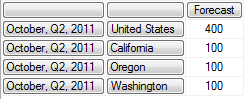 Forecast
October, Q2, 2011 United States 400
October, Q2, 2011 California 100
October, Q2, 2011 Oregon 100
October, Q2, 2011 Washington 100